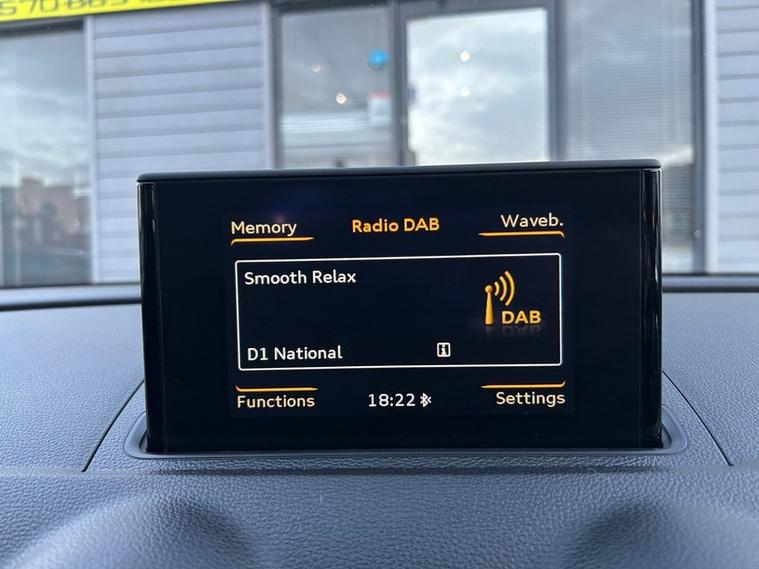 Memory
Radio DAB
Waveb.
Smooth Relax
DAB
D1 National
Functions
18:22
Settings